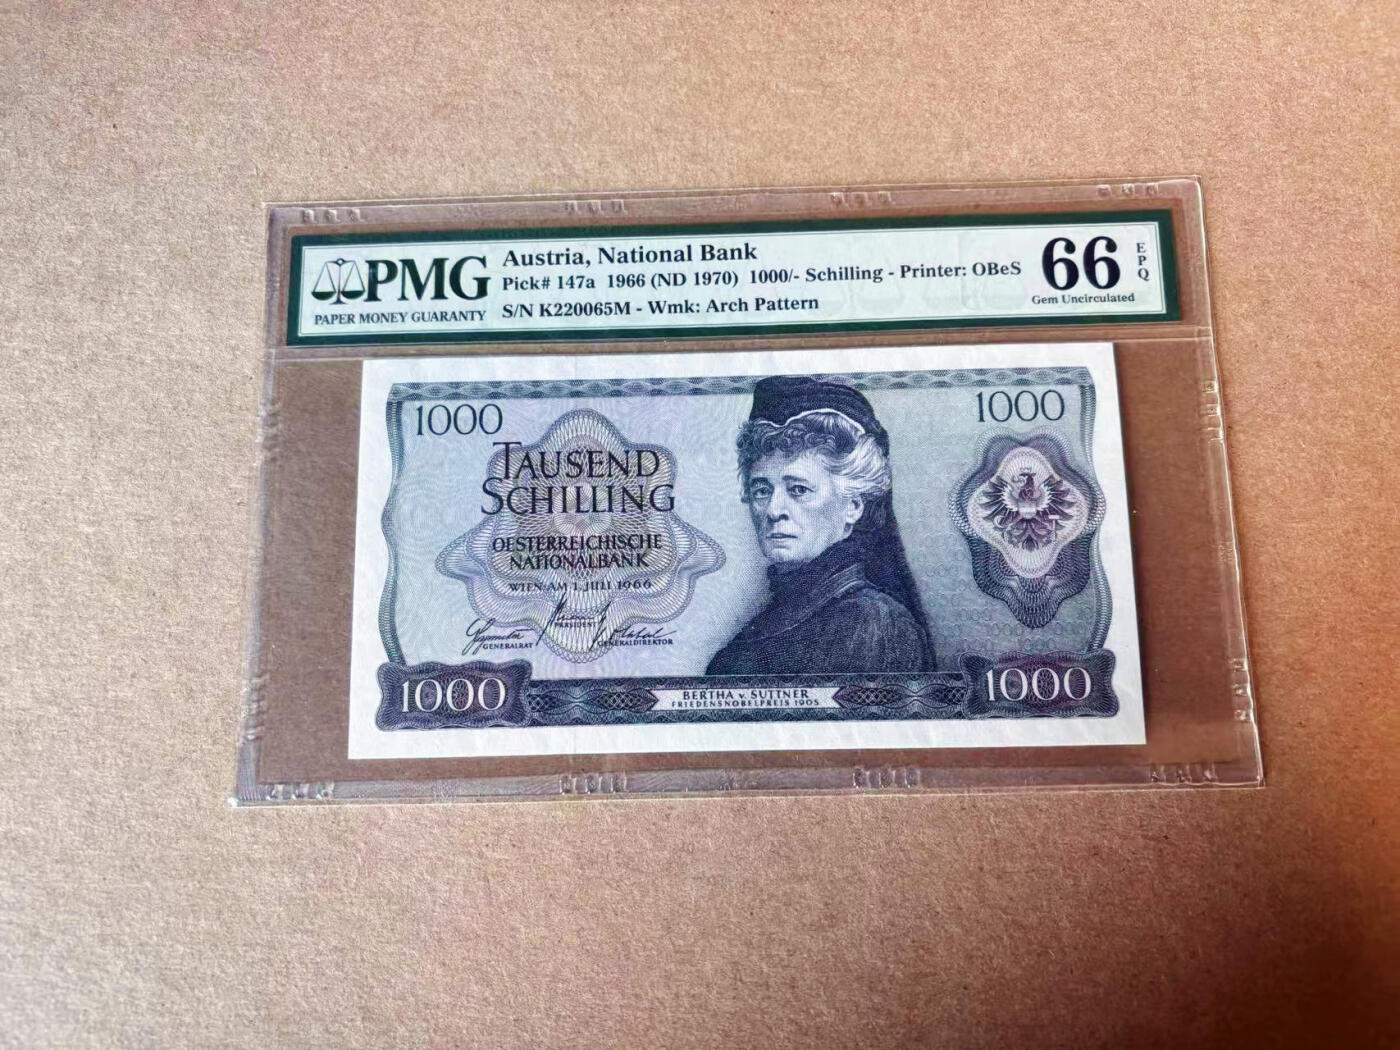 PMG
PAPER MONEY GUARANTY
Austria, National Bank
Pick# 147a 1966 (ND 1970) 1000/- Schilling - Printer: OBeS
S/N K220065M - Wmk: Arch Pattern
66
EPQ
Gem Uncirculated
1000
1000
TAUSEND
SCHILLING
OESTERREICHISCHE
NATIONALBANK
WIEN AM 1. JULI 1966
PRÄSIDENT
GENERALRAT
GENERALDIREKTOR
1000
BERTHA v. SUTTNER
FRIEDENSNOBELPREIS 1905
1000